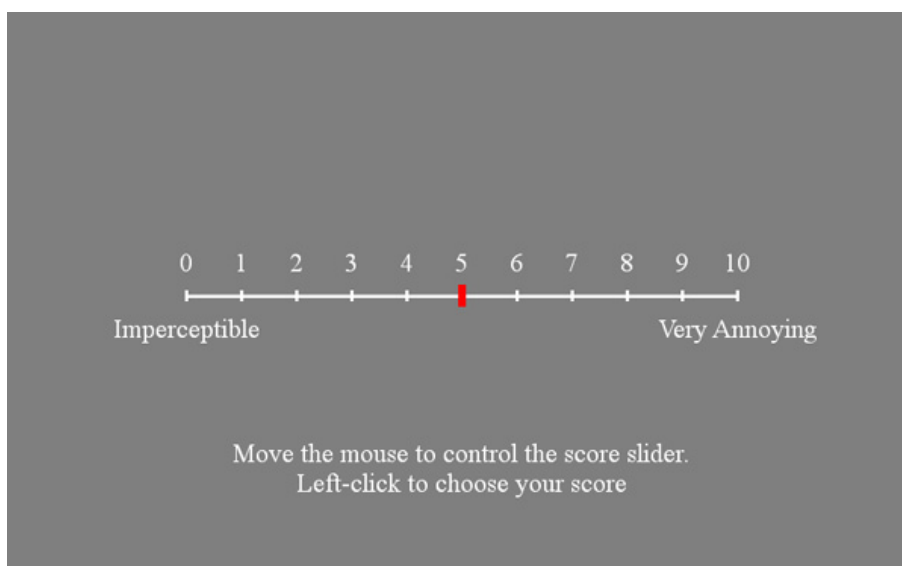 0 1 2 3 4 5 6 7 8 9 10
Imperceptible Very Annoying
Move the mouse to control the score slider.
Left-click to choose your score